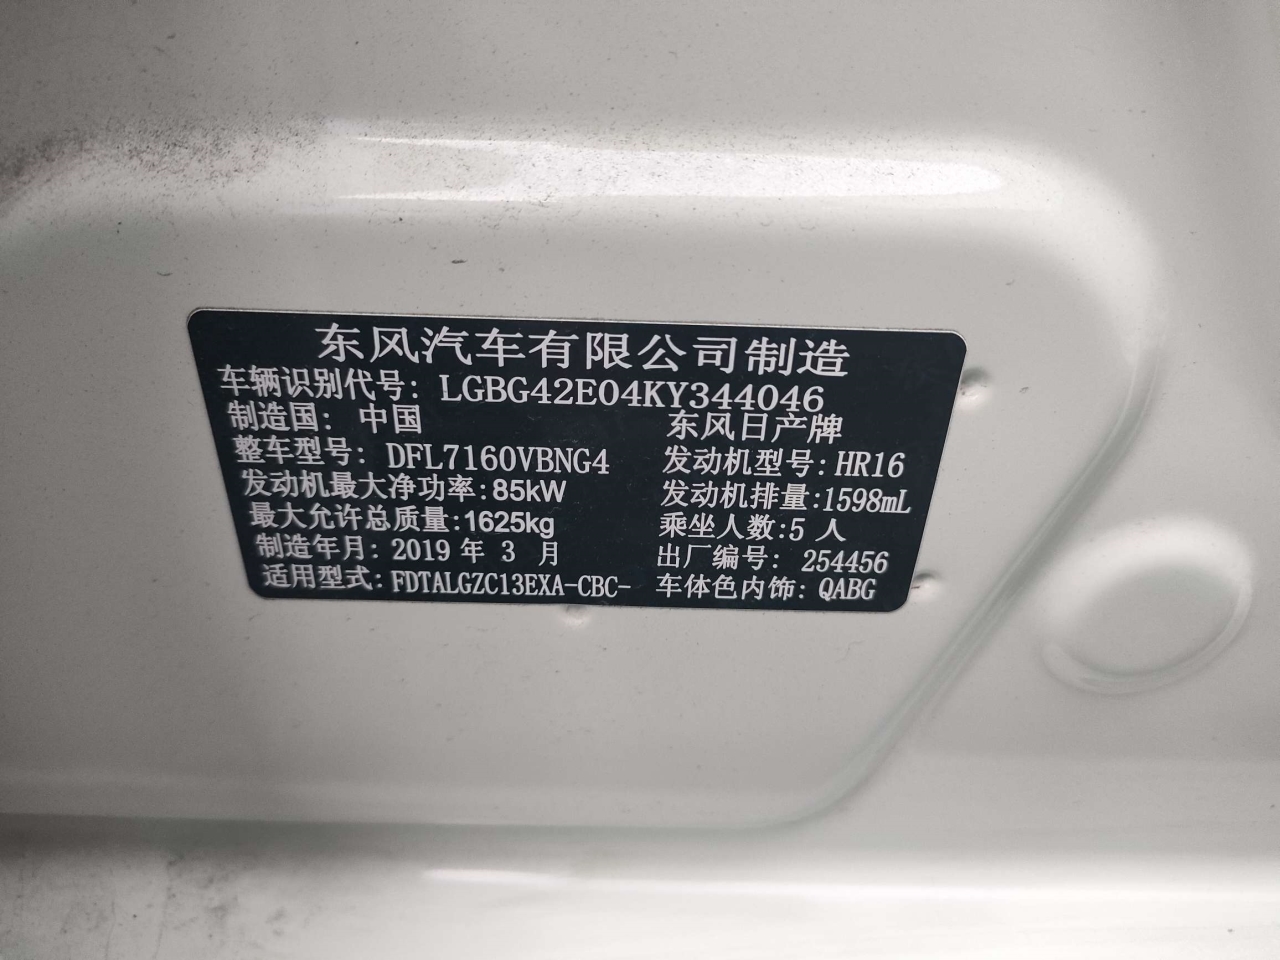 东风汽车有限公司制造
车辆识别代号: LGBG42E04KY344046
制造国: 中国 东风日产牌
整车型号: DFL7160VBNG4 发动机型号: HR16
发动机最大净功率:85kW 发动机排量:1598mL
最大允许总质量:1625kg 乘坐人数:5 人
制造年月: 2019 年 3 月 出厂编号: 254456
适用型式: FDTALGZC13EXA-CBC- 车体色内饰: QABG